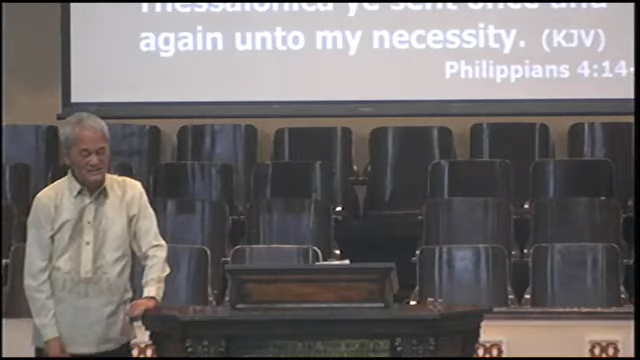 Thessalonica ye sent once and
again unto my necessity. (KJV)
Philippians 4:14-